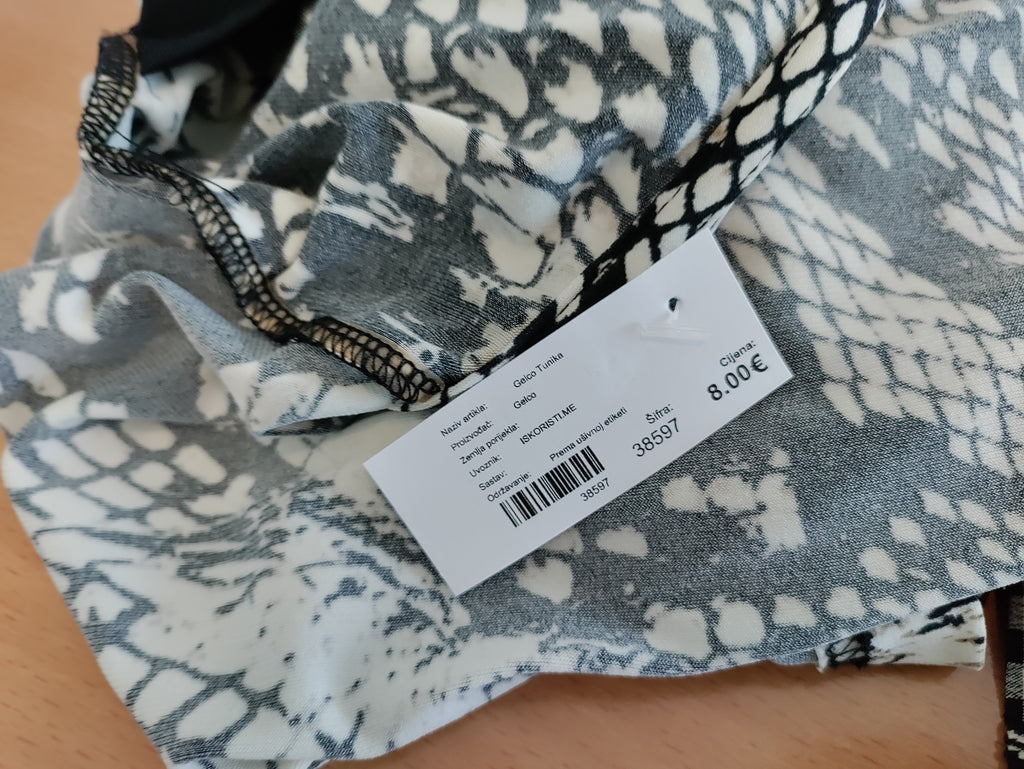 Naziv artikla: Gelco Tunika
Proizvođač: Gelco
Zemlja porijekla:
Uvoznik: ISKORISTI.ME
Sastav:
Održavanje: Prema ušivnoj etiketi
38597
Šifra:
38597
Cijena:
8.00€